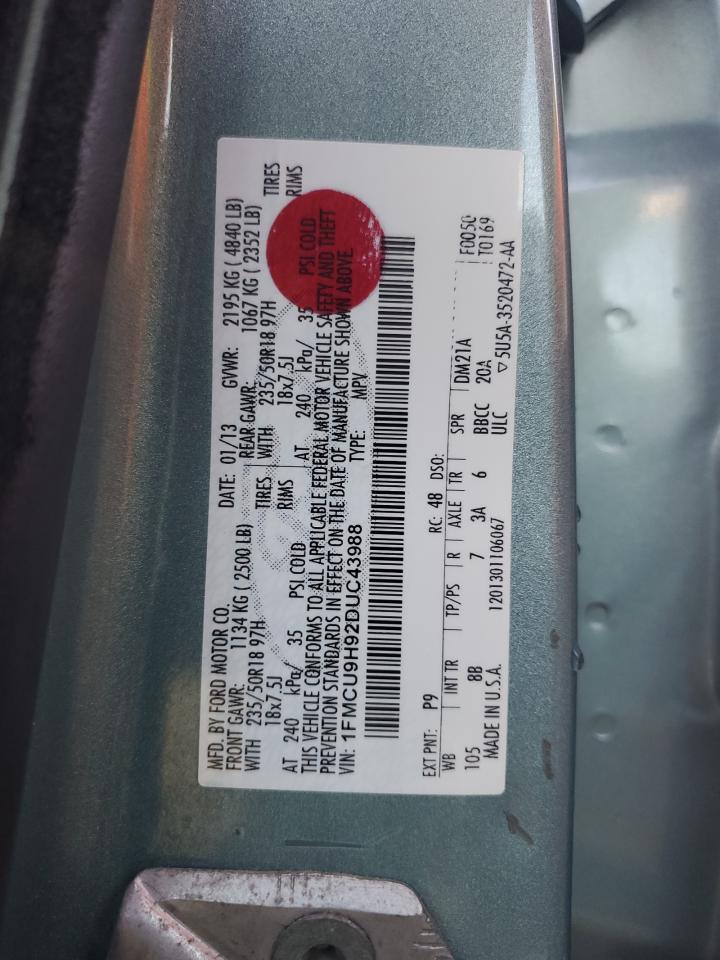 MFD. BY FORD MOTOR CO. DATE: 01/13 GVWR: 2195 KG ( 4840 LB)
FRONT GAWR: 1134 KG ( 2500 LB) REAR GAWR: 1067 KG ( 2352 LB)
WITH 235/50R18 97H TIRES WITH 235/50R18 97H TIRES
18x7.5J RIMS 18x7.5J RIMS
AT 240 kPa/ 35 PSI COLD AT 240 kPa/ 35 PSI COLD
THIS VEHICLE CONFORMS TO ALL APPLICABLE FEDERAL MOTOR VEHICLE SAFETY AND THEFT
PREVENTION STANDARDS IN EFFECT ON THE DATE OF MANUFACTURE SHOWN ABOVE.
VIN: 1FMCU9H92DUC43988 TYPE: MPV
EXT PNT: P9 RC: 48 DSO: F0050
WB INT TR TP/PS R AXLE TR SPR DM21A T0169
105 8B 7 3A 6 BBCC 20A
MADE IN U.S.A. 1201301106067 ULC ▽ 5U5A-3520472-AA